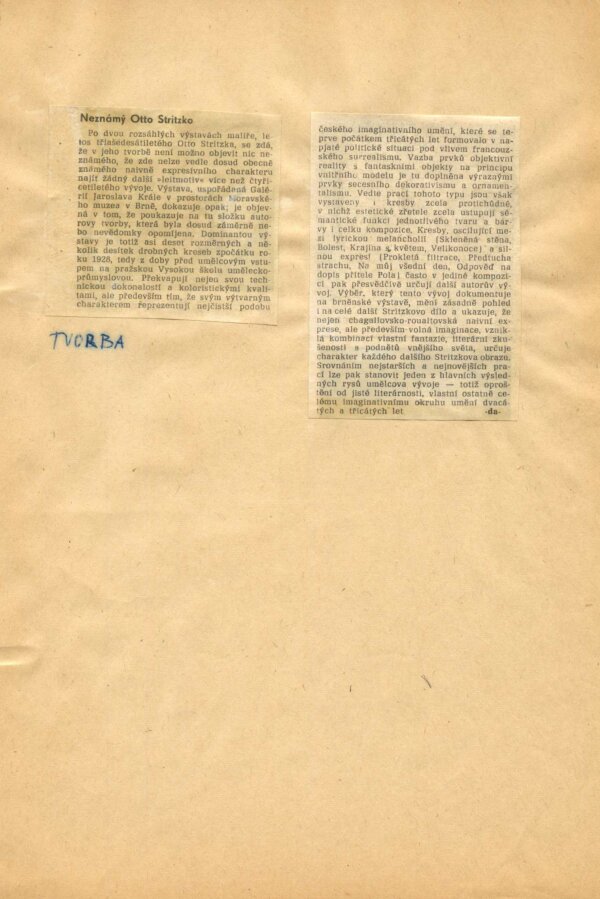 Neznámý Otto Stritzko
Po dvou rozsáhlých výstavách malíře, le-
tos třiašedesátiletého Otto Stritzka, se zdá,
že v jeho tvorbě není možno objevit nic ne-
známého, že zde nelze vedle dosud obecně
známého naivně expresivního charakteru
najít žádný další »leitmotiv« více než čtyři-
cetiletého vývoje. Výstava, uspořádaná Galé-
rií Jaroslava Krále v prostorách Moravské-
ho muzea v Brně, dokazuje opak; je objev-
ná v tom, že poukazuje na tu složku auto-
rovy tvorby, která byla dosud záměrně ne-
bo nevědomky opomíjena. Dominantou vý-
stavy je totiž asi deset rozměrných a ně-
kolik desítek drobných kreseb zpočátku ro-
ku 1928, tedy z doby před umělcovým vstu-
pem na pražskou Vysokou školu umělecko-
průmyslovou. Překvapují nejen svou tech-
nickou dokonalostí a koloristickými kvali-
tami, ale především tím, že svým výtvarným
charakterem reprezentují nejčistší podobu
TVORBA
českého imaginativního umění, které se te-
prve počátkem třicátých let formovalo v na-
pjaté politické situaci pod vlivem francouz-
ského surrealismu. Vazba prvků objektivní
reality s fantaskními objekty na principu
vnitřního modelu je tu doplněna výraznými
prvky secesního dekorativismu a ornamen-
talismu. Vedle prací tohoto typu jsou však
vystaveny i kresby zcela protichůdné,
v nichž estetické zřetele zcela ustupují sé-
mantické funkci jednotlivého tvaru a bar-
vy i celku kompozice. Kresby, oscilující me-
zi lyrickou melancholií (Skleněná stěna,
Bolest, Krajina s květem, Velikonoce) a sil-
nou expresí (Prokletá filtrace, Předtucha
strachu, Na můj všední den, Odpověď na
dopis přítele Pola) často v jediné kompozi-
ci pak přesvědčivě určují další autorův vý-
voj. Výběr, který tento vývoj dokumentuje
na brněnské výstavě, mění zásadně pohled
i na celé další Stritzkovo dílo a ukazuje, že
nejen chagallovsko-rouaultovská naivní ex-
prese, ale především volná imaginace, vznik-
lá kombinací vlastní fantazie, literární zku-
šenosti a podnětů vnějšího světa, určuje
charakter každého dalšího Stritzkova obrazu.
Srovnáním nejstarších a nejnovějších pra-
cí lze pak stanovit jeden z hlavních výsled-
ných rysů umělcova vývoje — totiž oproš-
tění od jisté literárnosti, vlastní ostatně ce-
lému imaginativnímu okruhu umění dvacá-
tých a třicátých let -da-